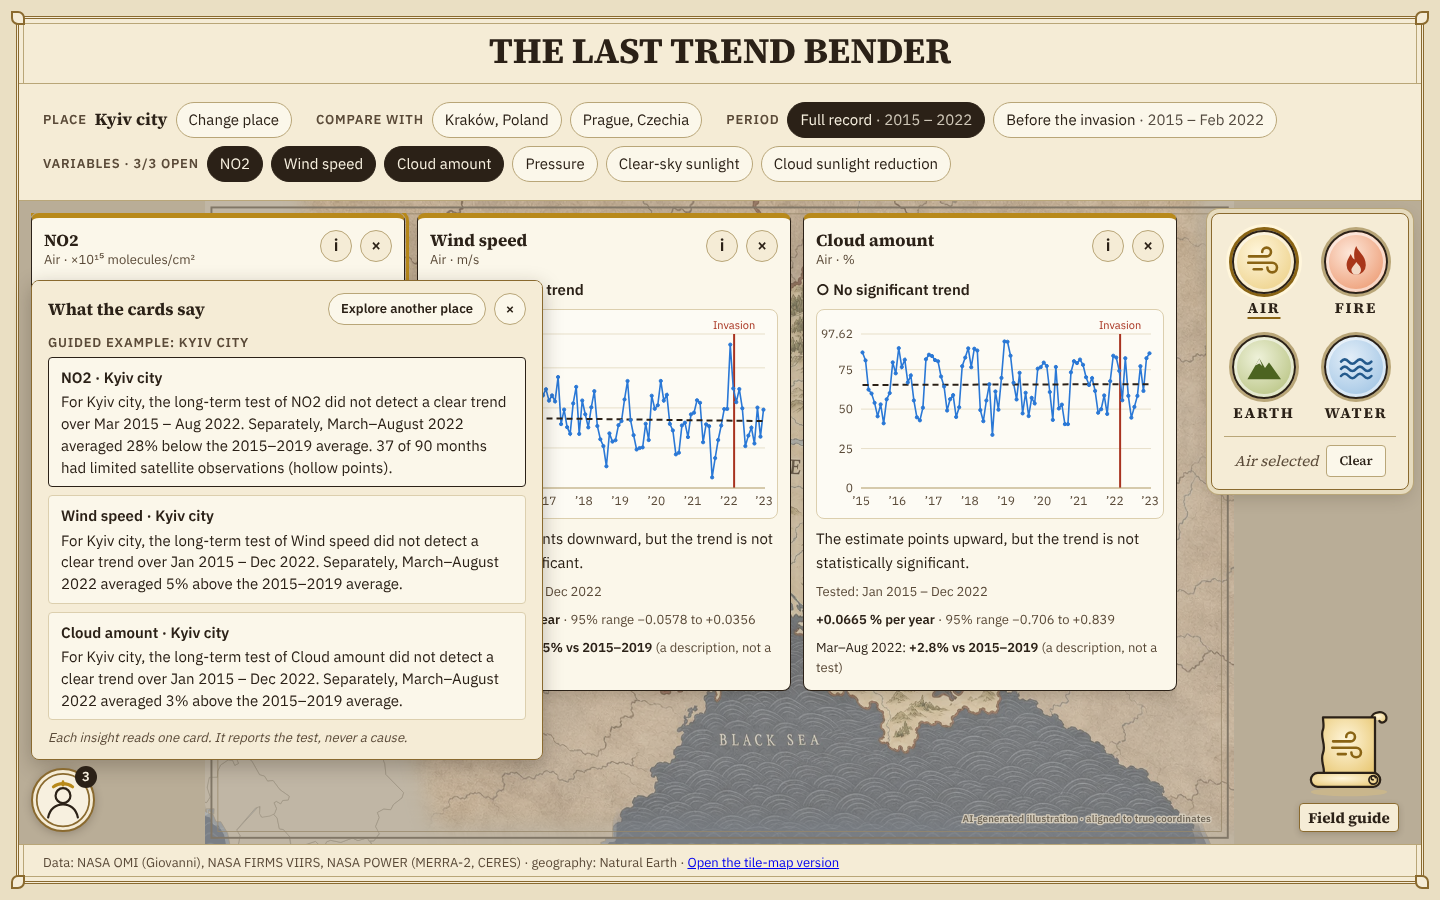 THE LAST TREND BENDER
PLACE Kyiv city Change place COMPARE WITH Kraków, Poland Prague, Czechia PERIOD Full record · 2015 – 2022 Before the invasion · 2015 – Feb 2022
VARIABLES · 3/3 OPEN NO2 Wind speed Cloud amount Pressure Clear-sky sunlight Cloud sunlight reduction
NO2 i ×
Air · ×10¹⁵ molecules/cm²
What the cards say Explore another place ×
GUIDED EXAMPLE: KYIV CITY
NO2 · Kyiv city
For Kyiv city, the long-term test of NO2 did not detect a clear trend
over Mar 2015 – Aug 2022. Separately, March–August 2022
averaged 28% below the 2015–2019 average. 37 of 90 months
had limited satellite observations (hollow points).
Wind speed · Kyiv city
For Kyiv city, the long-term test of Wind speed did not detect a
clear trend over Jan 2015 – Dec 2022. Separately, March–August
2022 averaged 5% above the 2015–2019 average.
Cloud amount · Kyiv city
For Kyiv city, the long-term test of Cloud amount did not detect a
clear trend over Jan 2015 – Dec 2022. Separately, March–August
2022 averaged 3% above the 2015–2019 average.
Each insight reads one card. It reports the test, never a cause.
3
Wind speed i ×
Air · m/s
trend
Invasion
17 ’18 ’19 ’20 ’21 ’22 ’23
nts downward, but the trend is not
ficant.
Dec 2022
ear · 95% range −0.0578 to +0.0356
5% vs 2015–2019 (a description, not a
Cloud amount i ×
Air · %
No significant trend
Invasion
97.62
75
50
25
0
’15 ’16 ’17 ’18 ’19 ’20 ’21 ’22 ’23
The estimate points upward, but the trend is not
statistically significant.
Tested: Jan 2015 – Dec 2022
+0.0665 % per year · 95% range −0.706 to +0.839
Mar–Aug 2022: +2.8% vs 2015–2019 (a description, not a
test)
E
BLACK SEA
AI-generated illustration · aligned to true coordinates
AIR FIRE
EARTH WATER
Air selected Clear
Field guide
Data: NASA OMI (Giovanni), NASA FIRMS VIIRS, NASA POWER (MERRA-2, CERES) · geography: Natural Earth · Open the tile-map version